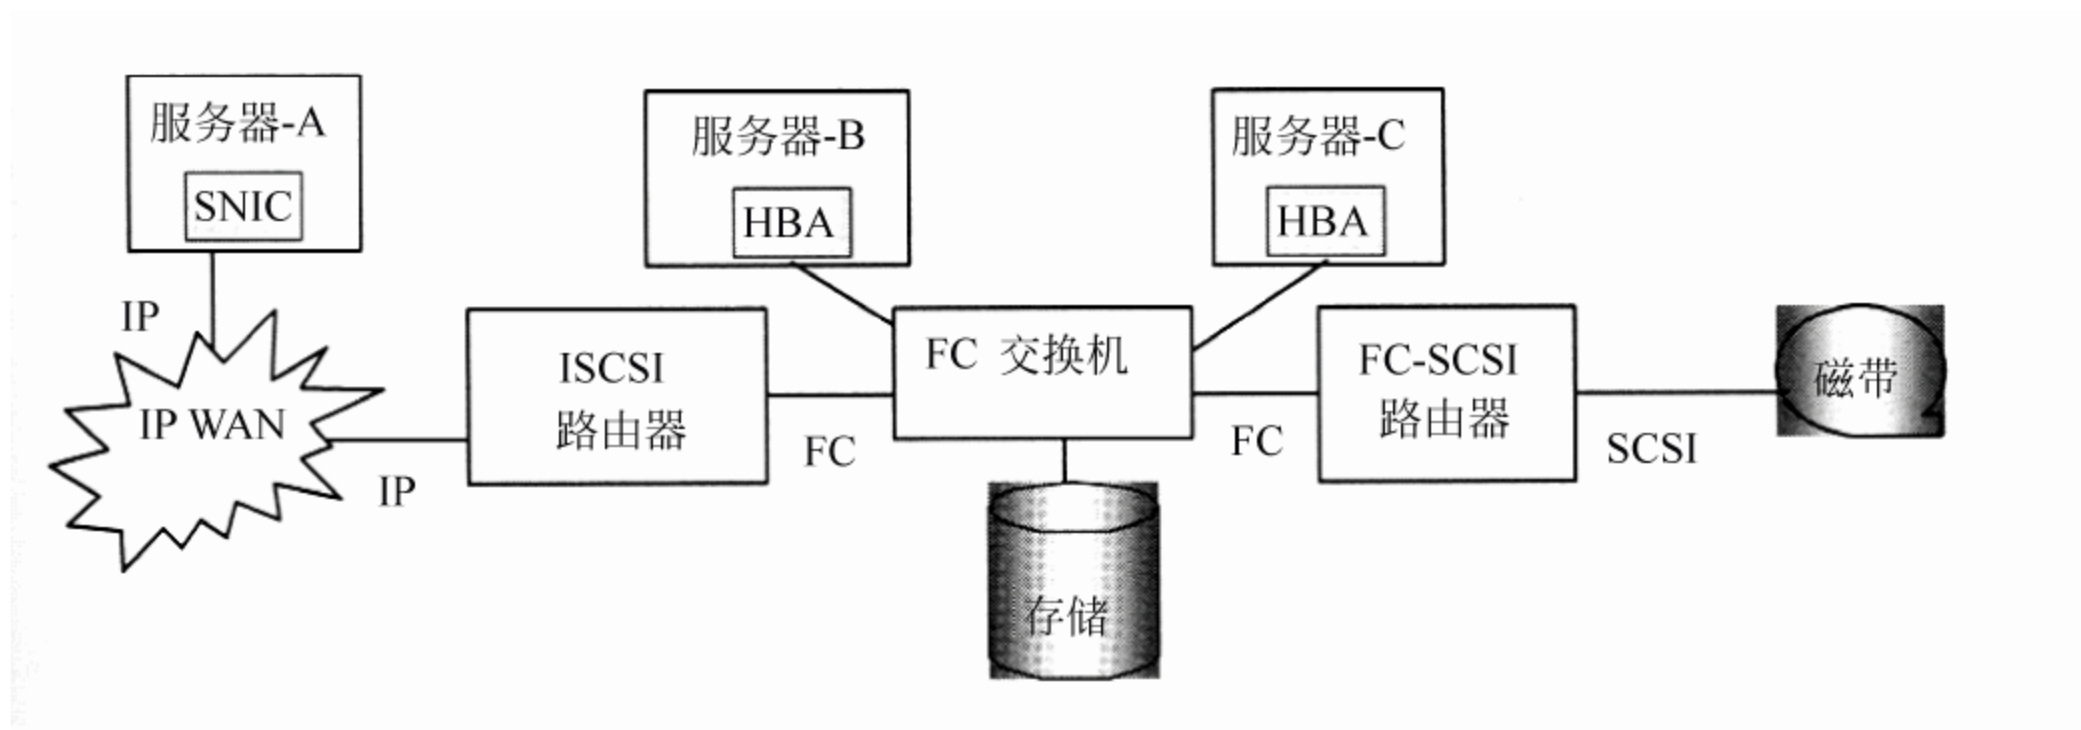 服务器-A
SNIC
服务器-B
HBA
服务器-C
HBA
IP
IP WAN
IP
ISCSI
路由器
FC
FC 交换机
FC
FC-SCSI
路由器
SCSI
磁带
存储